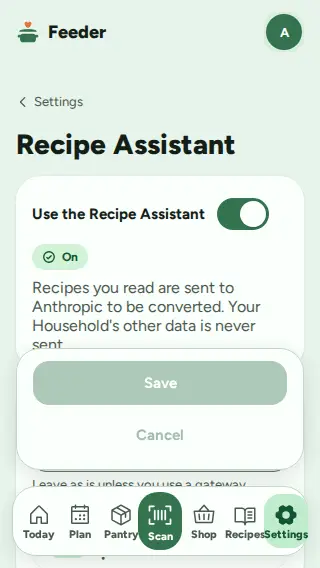 Feeder
A
Settings
Recipe Assistant
Use the Recipe Assistant
On
Recipes you read are sent to
Anthropic to be converted. Your
Household's other data is never
sent
Save
Cancel
Leave as is unless you use a gateway
Today
Plan
Pantry
Scan
Shop
Recipes
Settings